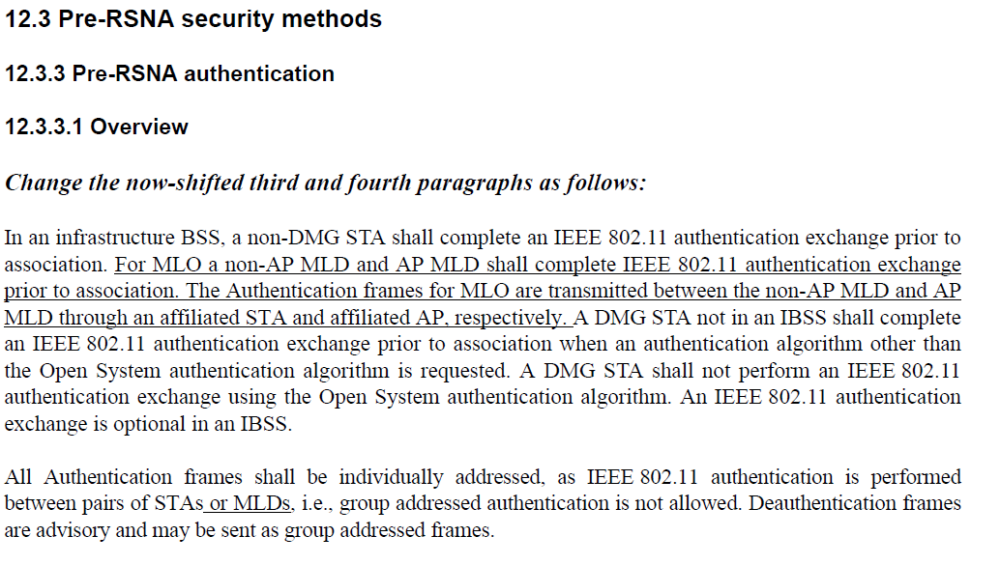 12.3 Pre-RSNA security methods
12.3.3 Pre-RSNA authentication
12.3.3.1 Overview
Change the now-shifted third and fourth paragraphs as follows:
In an infrastructure BSS, a non-DMG STA shall complete an IEEE 802.11 authentication exchange prior to
association. For MLO a non-AP MLD and AP MLD shall complete IEEE 802.11 authentication exchange
prior to association. The Authentication frames for MLO are transmitted between the non-AP MLD and AP
MLD through an affiliated STA and affiliated AP, respectively. A DMG STA not in an IBSS shall complete
an IEEE 802.11 authentication exchange prior to association when an authentication algorithm other than
the Open System authentication algorithm is requested. A DMG STA shall not perform an IEEE 802.11
authentication exchange using the Open System authentication algorithm. An IEEE 802.11 authentication
exchange is optional in an IBSS.
All Authentication frames shall be individually addressed, as IEEE 802.11 authentication is performed
between pairs of STAs or MLDs, i.e., group addressed authentication is not allowed. Deauthentication frames
are advisory and may be sent as group addressed frames.